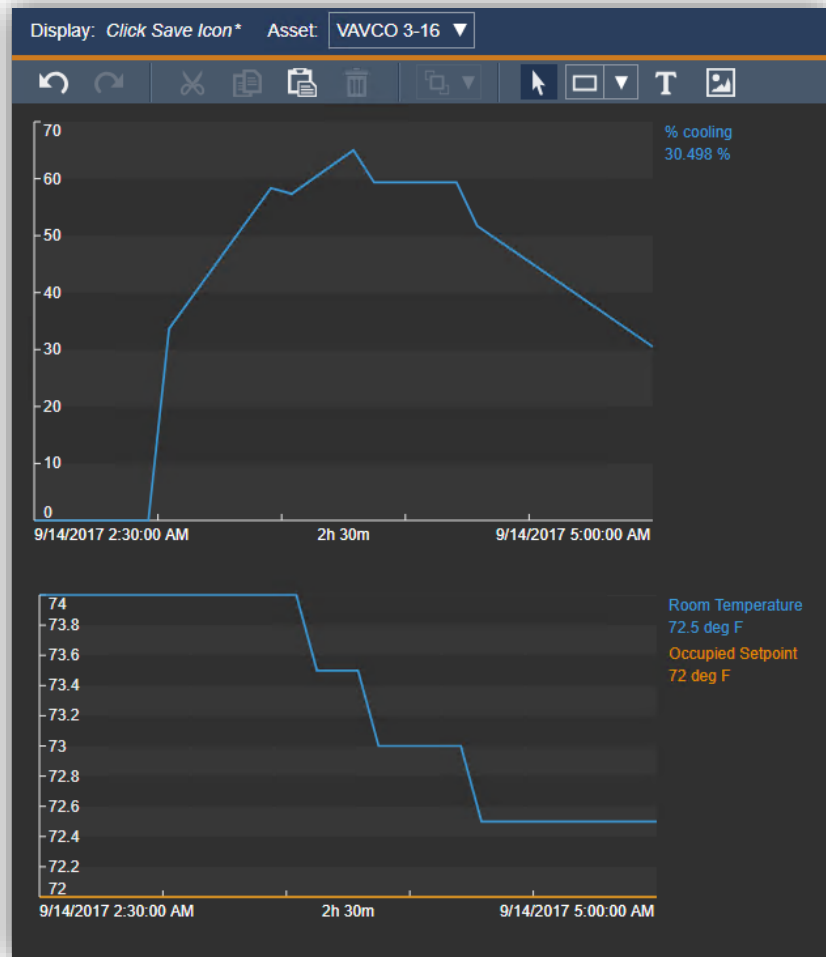 Display: Click Save Icon* Asset: VAVCO 3-16 ▼
T
70
60
50
40
30
20
10
0
% cooling
30.498 %
9/14/2017 2:30:00 AM 2h 30m 9/14/2017 5:00:00 AM
74
73.8
73.6
73.4
73.2
73
72.8
72.6
72.4
72.2
72
Room Temperature
72.5 deg F
Occupied Setpoint
72 deg F
9/14/2017 2:30:00 AM 2h 30m 9/14/2017 5:00:00 AM